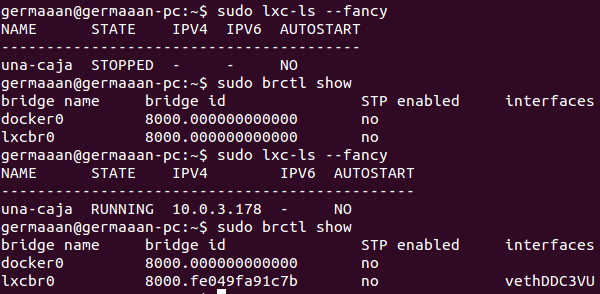 germaaan@germaaan-pc:~$ sudo lxc-ls --fancy
NAME      STATE    IPV4  IPV6  AUTOSTART
----------------------------------------
una-caja  STOPPED  -     -     NO
germaaan@germaaan-pc:~$ sudo brctl show
bridge name     bridge id               STP enabled     interfaces
docker0         8000.000000000000       no
lxcbr0          8000.000000000000       no
germaaan@germaaan-pc:~$ sudo lxc-ls --fancy
NAME      STATE    IPV4        IPV6  AUTOSTART
----------------------------------------------
una-caja  RUNNING  10.0.3.178  -     NO
germaaan@germaaan-pc:~$ sudo brctl show
bridge name     bridge id               STP enabled     interfaces
docker0         8000.000000000000       no
lxcbr0          8000.fe049fa91c7b       no              vethDDC3VU